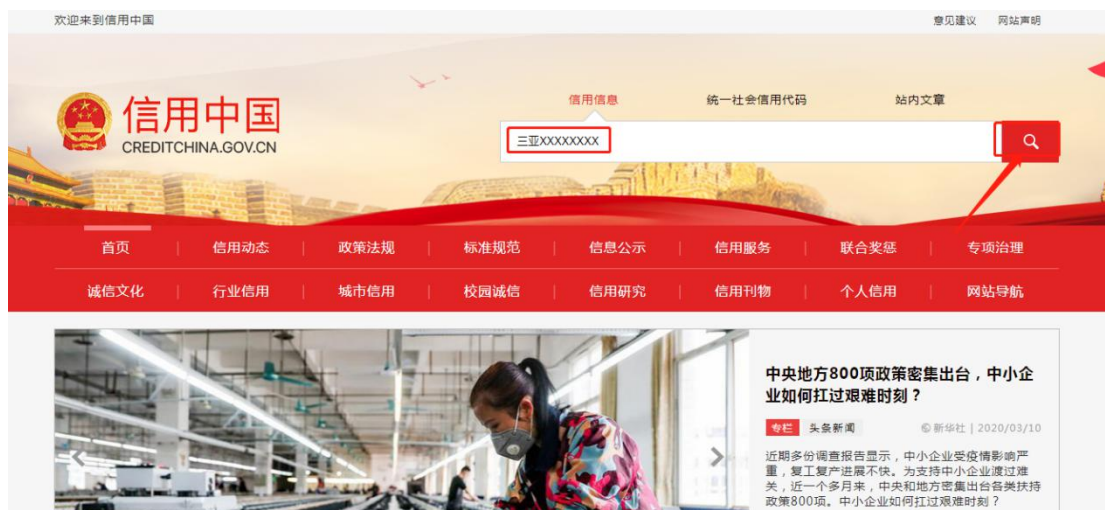 欢迎来到信用中国 意见建议 网站声明
信用信息 统一社会信用代码 站内文章
信用中国
CREDITCHINA.GOV.CN
三亚XXXXXXXX
首页 信用动态 政策法规 标准规范 信息公示 信用服务 联合奖惩 专项治理
诚信文化 行业信用 城市信用 校园诚信 信用研究 信用刊物 个人信用 网站导航
中央地方800项政策密集出台，中小企
业如何扛过艰难时刻？
专栏 头条新闻 ©新华社 | 2020/03/10
近期多份调查报告显示，中小企业受疫情影响严
重，复工复产进展不快。为支持中小企业渡过难
关，近一个多月来，中央和地方密集出台各类扶持
政策800项。中小企业如何扛过艰难时刻？